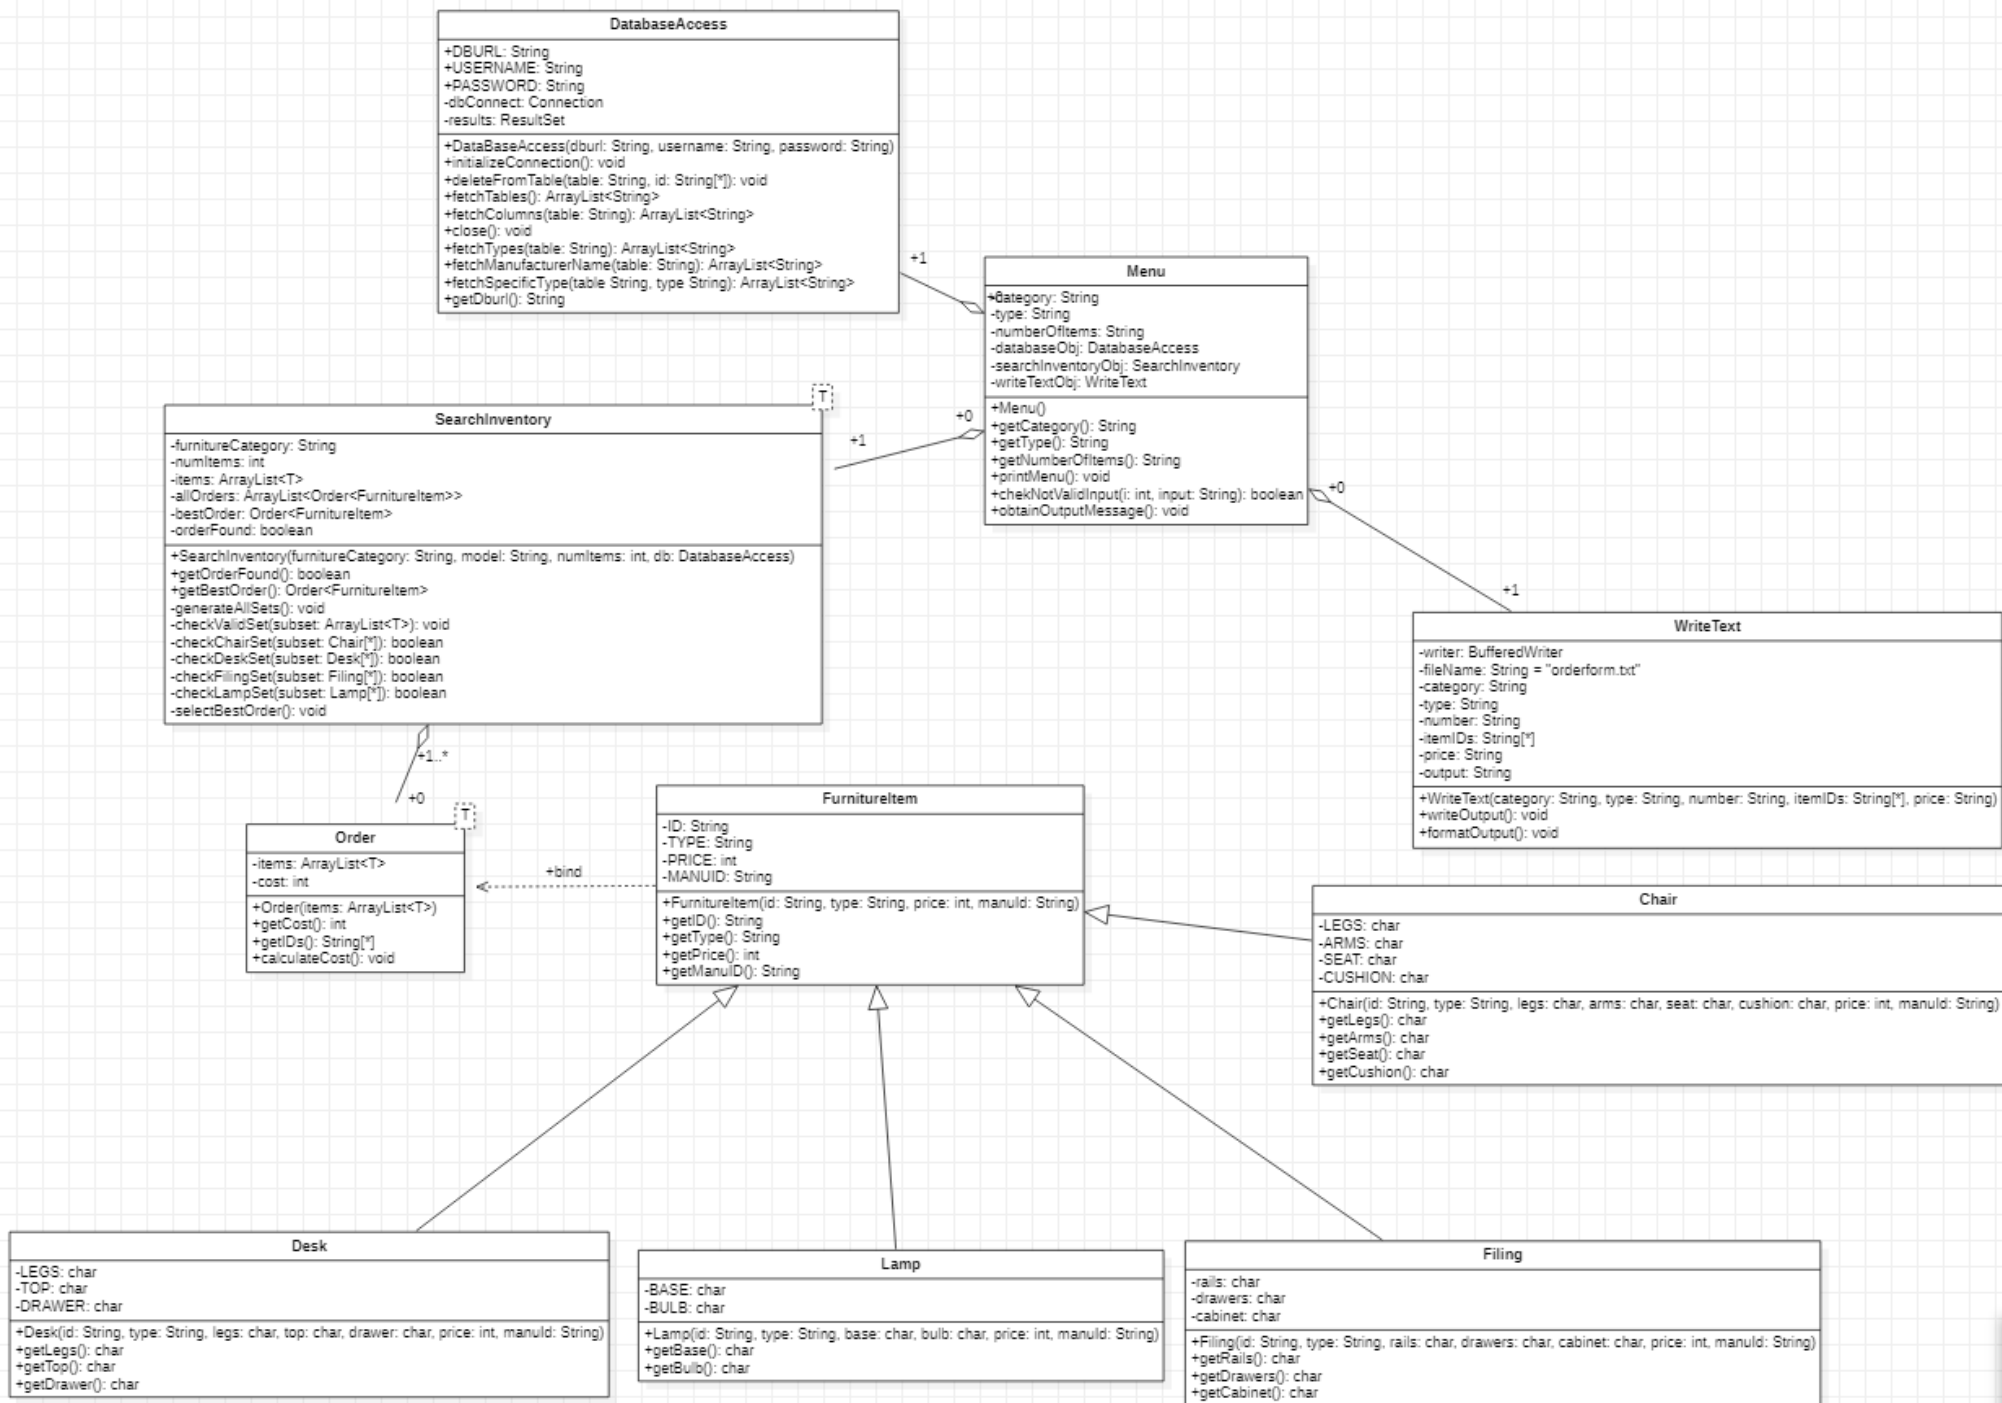 DatabaseAccess
+DBURL: String
+USERNAME: String
+PASSWORD: String
-dbConnect: Connection
-results: ResultSet
+DataBaseAccess(dburl: String, username: String, password: String)
+initializeConnection(): void
+deleteFromTable(table: String, id: String[*]): void
+fetchTables(): ArrayList<String>
+fetchColumns(table: String): ArrayList<String>
+close(): void
+fetchTypes(table: String): ArrayList<String>
+fetchManufacturerName(table: String): ArrayList<String>
+fetchSpecificType(table String, type String): ArrayList<String>
+getDburl(): String
+1
Menu
-category: String
-type: String
-numberOfItems: String
-databaseObj: DatabaseAccess
-searchInventoryObj: SearchInventory
-writeTextObj: WriteText
+Menu()
+getCategory(): String
+getType(): String
+getNumberOfItems(): String
+printMenu(): void
+chekNotValidInput(i: int, input: String): boolean
+obtainOutputMessage(): void
+0
+1
+0
+1
T
SearchInventory
-furnitureCategory: String
-numItems: int
-items: ArrayList<T>
-allOrders: ArrayList<Order<FurnitureItem>>
-bestOrder: Order<FurnitureItem>
-orderFound: boolean
+SearchInventory(furnitureCategory: String, model: String, numItems: int, db: DatabaseAccess)
+getOrderFound(): boolean
+getBestOrder(): Order<FurnitureItem>
-generateAllSets(): void
-checkValidSet(subset: ArrayList<T>): void
-checkChairSet(subset: Chair[*]): boolean
-checkDeskSet(subset: Desk[*]): boolean
-checkFilingSet(subset: Filing[*]): boolean
-checkLampSet(subset: Lamp[*]): boolean
-selectBestOrder(): void
+1..*
+0
WriteText
-writer: BufferedWriter
-fileName: String = "orderform.txt"
-category: String
-type: String
-number: String
-itemIDs: String[*]
-price: String
-output: String
+WriteText(category: String, type: String, number: String, itemIDs: String[*], price: String)
+writeOutput(): void
+formatOutput(): void
T
Order
-items: ArrayList<T>
-cost: int
+Order(items: ArrayList<T>)
+getCost(): int
+getIDs(): String[*]
+calculateCost(): void
+bind
FurnitureItem
-ID: String
-TYPE: String
-PRICE: int
-MANUID: String
+FurnitureItem(id: String, type: String, price: int, manuId: String)
+getID(): String
+getType(): String
+getPrice(): int
+getManuID(): String
Chair
-LEGS: char
-ARMS: char
-SEAT: char
-CUSHION: char
+Chair(id: String, type: String, legs: char, arms: char, seat: char, cushion: char, price: int, manuId: String)
+getLegs(): char
+getArms(): char
+getSeat(): char
+getCushion(): char
Desk
-LEGS: char
-TOP: char
-DRAWER: char
+Desk(id: String, type: String, legs: char, top: char, drawer: char, price: int, manuId: String)
+getLegs(): char
+getTop(): char
+getDrawer(): char
Lamp
-BASE: char
-BULB: char
+Lamp(id: String, type: String, base: char, bulb: char, price: int, manuId: String)
+getBase(): char
+getBulb(): char
Filing
-rails: char
-drawers: char
-cabinet: char
+Filing(id: String, type: String, rails: char, drawers: char, cabinet: char, price: int, manuId: String)
+getRails(): char
+getDrawers(): char
+getCabinet(): char